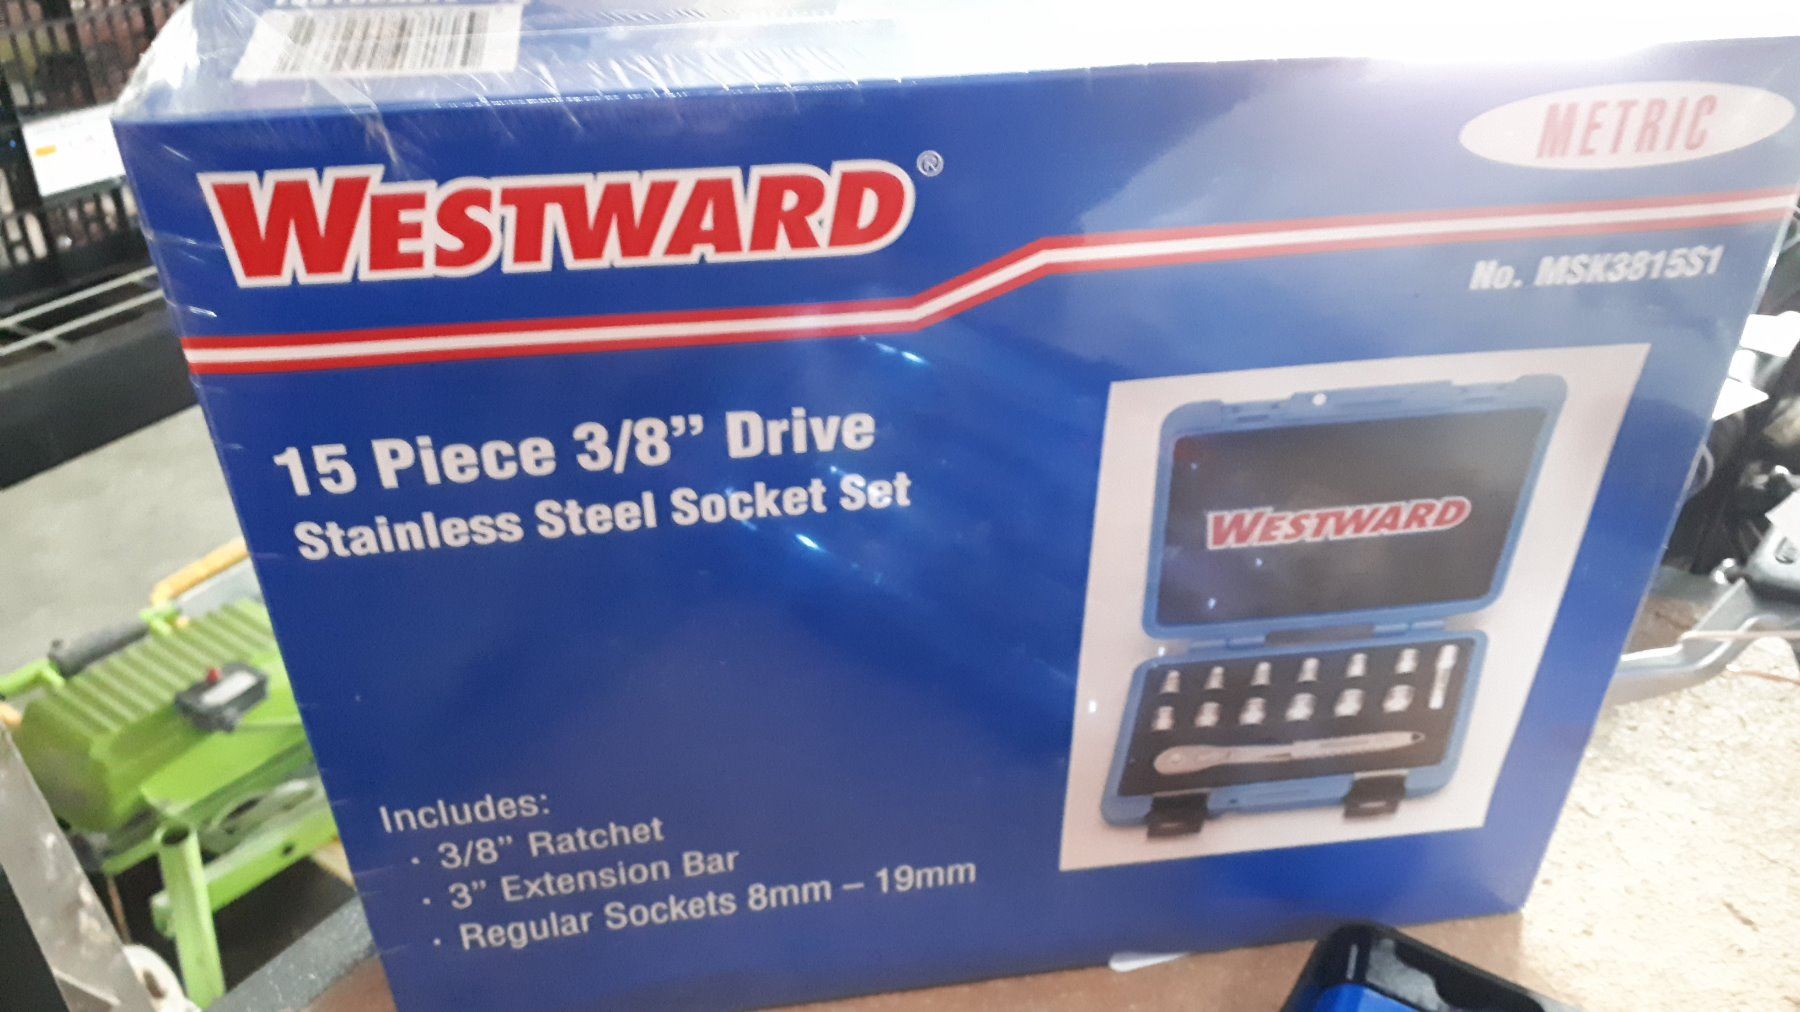 METRIC
WESTWARD®
No. MSK3815S1
15 Piece 3/8” Drive
Stainless Steel Socket Set
WESTWARD
Includes:
· 3/8” Ratchet
· 3” Extension Bar
· Regular Sockets 8mm – 19mm